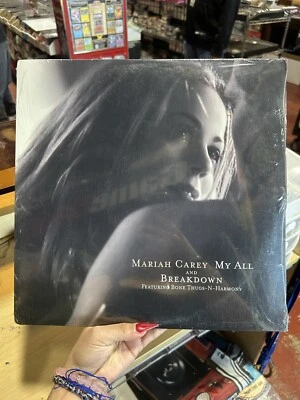 MARIAH CAREY MY ALL
AND
BREAKDOWN
FEATURING BONE THUGS-N-HARMONY